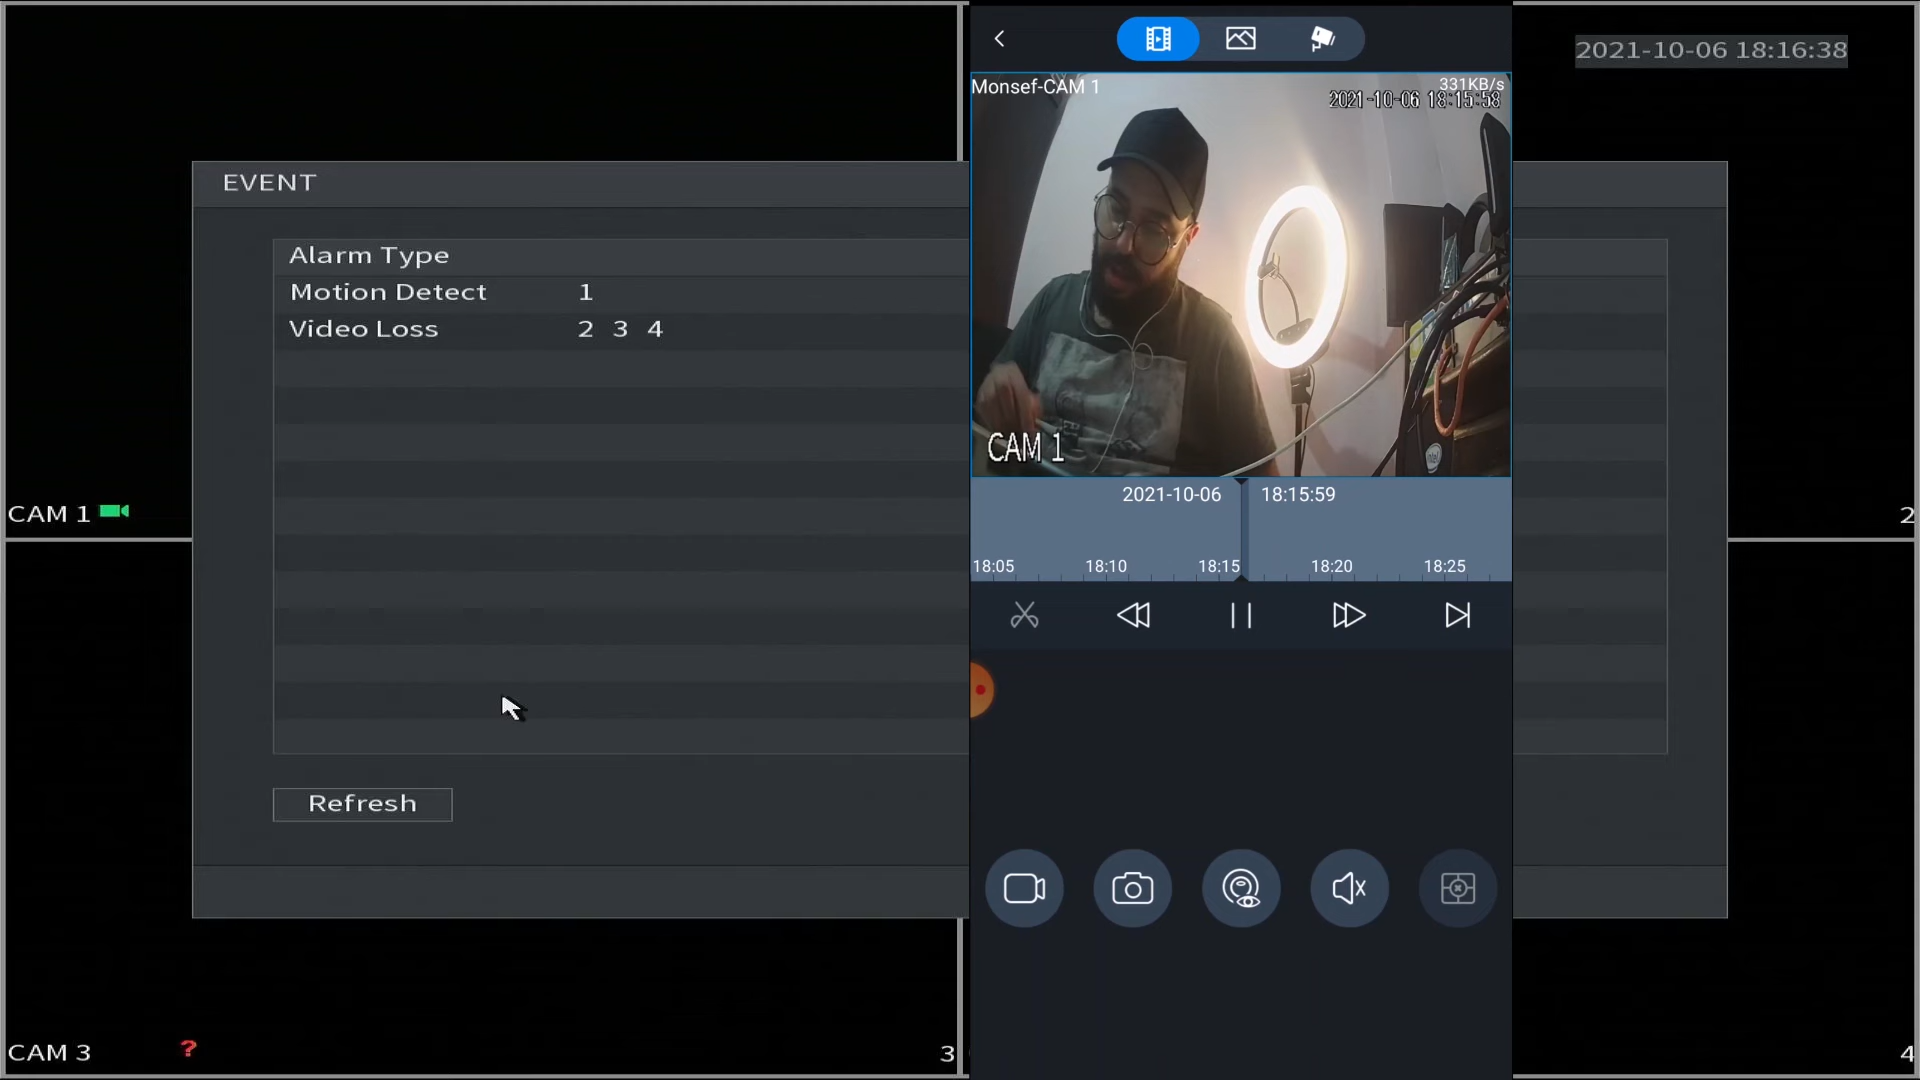 2021-10-06 18:16:38
EVENT
Alarm Type
Motion Detect 1
Video Loss 2 3 4
Refresh
CAM 1
2
CAM 3 ?
3
4
Monsef-CAM 1
331KB/s
2021-10-06 18:15:58
CAM 1
intel
2021-10-06 18:15:59
18:05 18:10 18:15 18:20 18:25